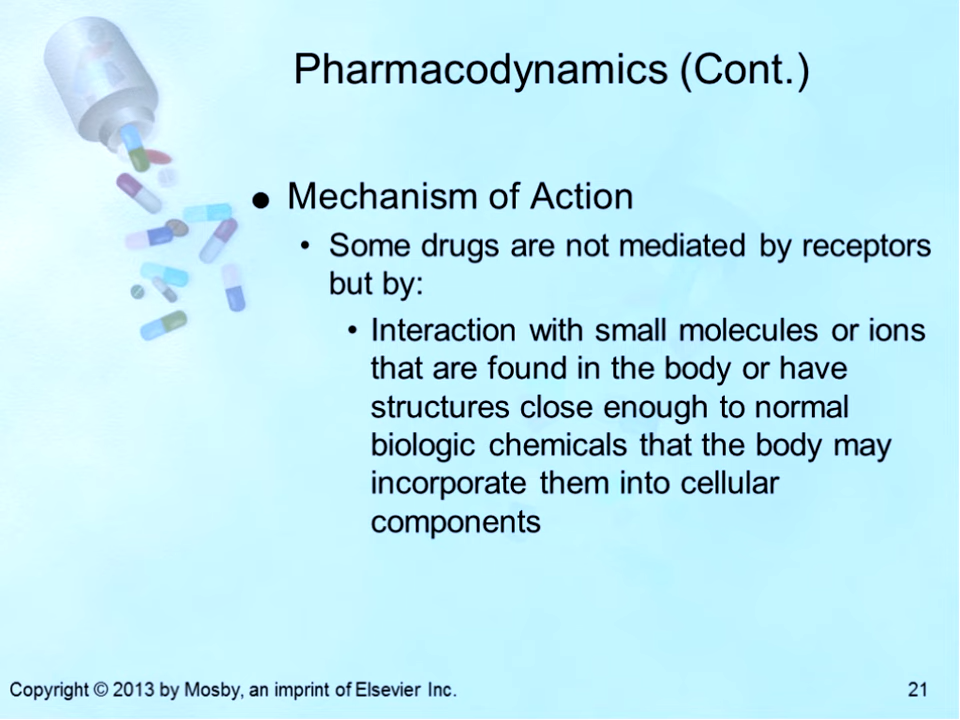 Pharmacodynamics (Cont.)
● Mechanism of Action
• Some drugs are not mediated by receptors
but by:
• Interaction with small molecules or ions
that are found in the body or have
structures close enough to normal
biologic chemicals that the body may
incorporate them into cellular
components
Copyright © 2013 by Mosby, an imprint of Elsevier Inc.
21